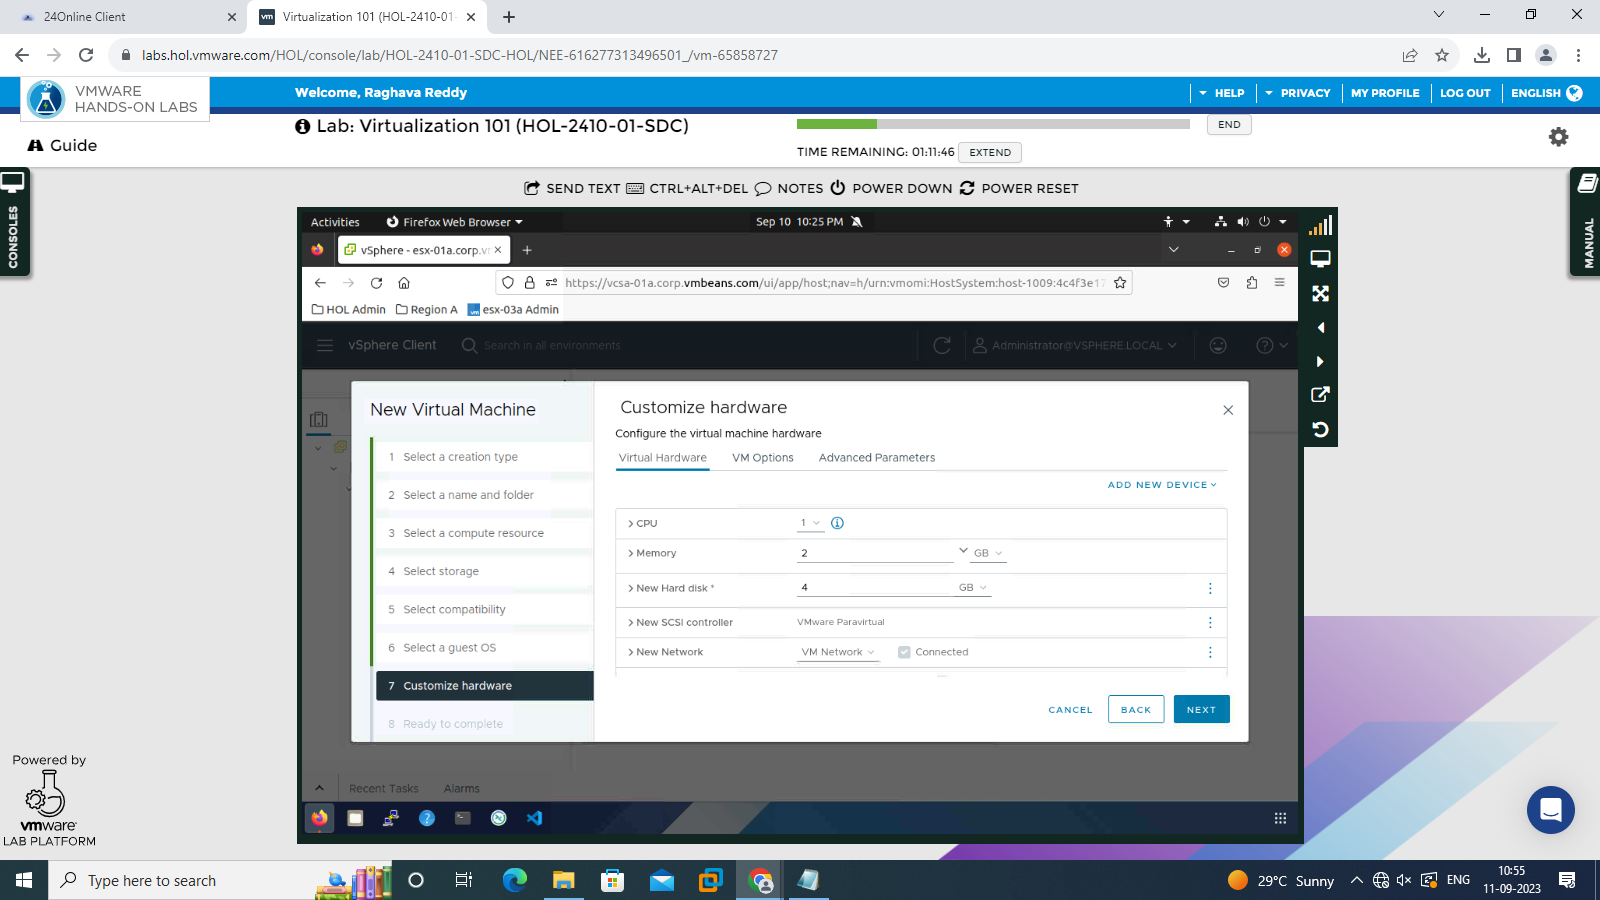 24Online Client
Virtualization 101 (HOL-2410-01-
labs.hol.vmware.com/HOL/console/lab/HOL-2410-01-SDC-HOL/NEE-616277313496501_/vm-65858727
VMWARE
HANDS-ON LABS
Welcome, Raghava Reddy
HELP
PRIVACY
MY PROFILE
LOG OUT
ENGLISH
Lab: Virtualization 101 (HOL-2410-01-SDC)
END
Guide
TIME REMAINING: 01:11:46
EXTEND
CONSOLES
MANUAL
SEND TEXT
CTRL+ALT+DEL
NOTES
POWER DOWN
POWER RESET
Activities
Firefox Web Browser
Sep 10 10:25 PM
vSphere - esx-01a.corp.v
https://vcsa-01a.corp.vmbeans.com/ui/app/host;nav=h/urn:vmomi:HostSystem:host-1009:4c4f3e17
HOL Admin
Region A
vm
esx-03a Admin
vSphere Client
Search in all environments
Administrator@VSPHERE.LOCAL
New Virtual Machine
1 Select a creation type
2 Select a name and folder
3 Select a compute resource
4 Select storage
5 Select compatibility
6 Select a guest OS
7 Customize hardware
8 Ready to complete
Customize hardware
Configure the virtual machine hardware
Virtual Hardware
VM Options
Advanced Parameters
ADD NEW DEVICE
CPU
1
Memory
2
GB
New Hard disk *
4
GB
New SCSI controller
VMware Paravirtual
New Network
VM Network
Connected
CANCEL
BACK
NEXT
Recent Tasks
Alarms
Powered by
vmware
LAB PLATFORM
Type here to search
29°C Sunny
ENG
10:55
11-09-2023